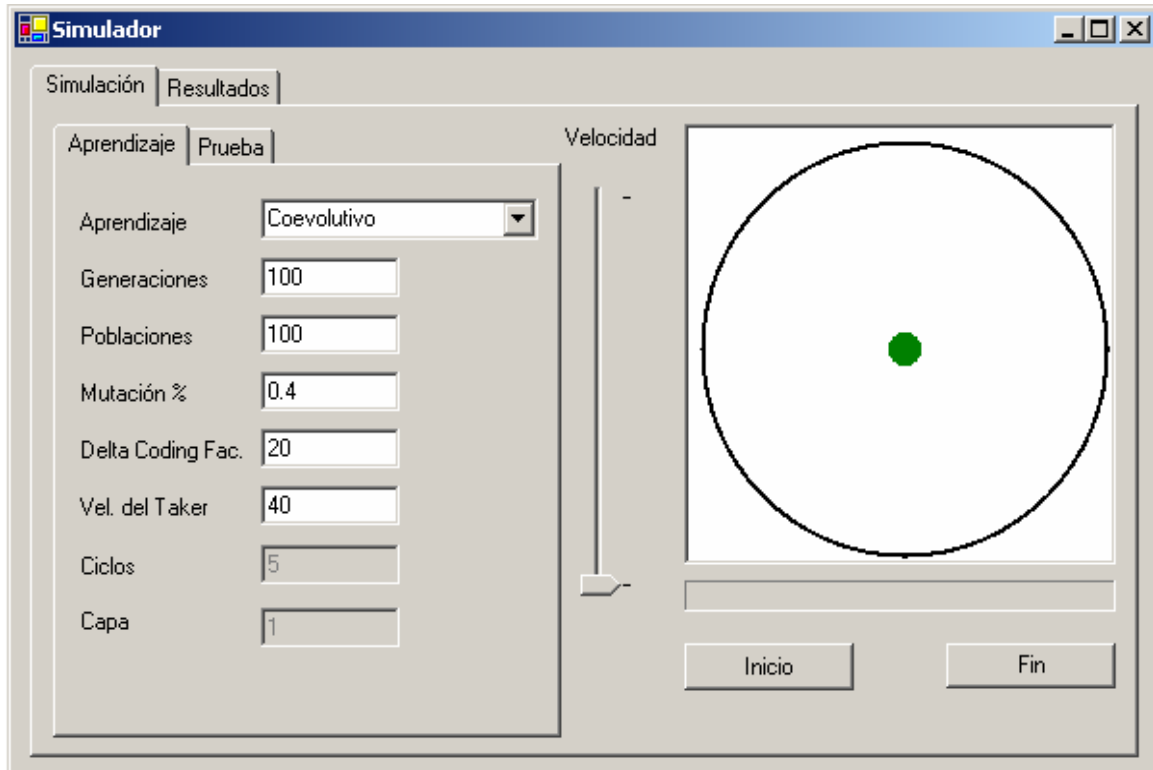 Simulador
Simulación Resultados
Aprendizaje Prueba
Aprendizaje Coevolutivo
Generaciones 100
Poblaciones 100
Mutación % 0.4
Delta Coding Fac. 20
Vel. del Taker 40
Ciclos 5
Capa 1
Velocidad
Inicio Fin